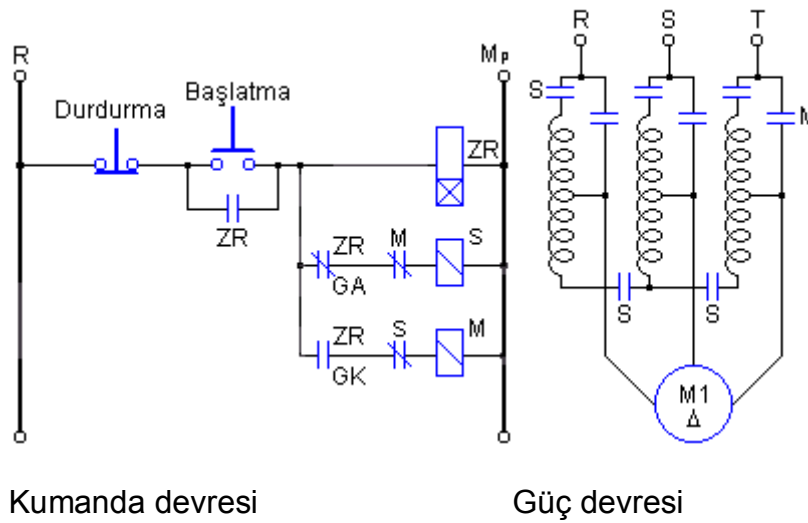 R
Mp
R S T
Durdurma
Başlatma
S
M
ZR
ZR
ZR M S
GA
S S
ZR S M
GK
M1
Δ
Kumanda devresi
Güç devresi